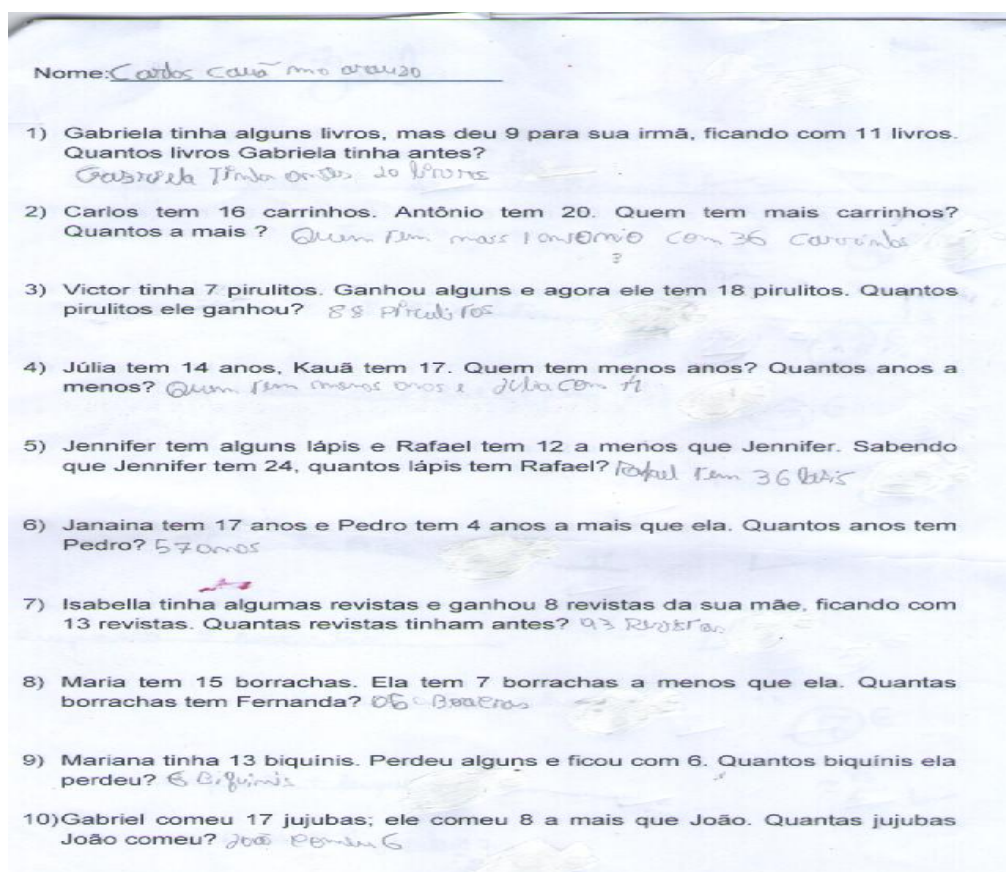 Nome: Carlos Cauã
1) Gabriela tinha alguns livros, mas deu 9 para sua irmã, ficando com 11 livros.
Quantos livros Gabriela tinha antes?
Gabriela Tinha antes 20 livros
2) Carlos tem 16 carrinhos. Antônio tem 20. Quem tem mais carrinhos?
Quantos a mais ? Quem tem mais com 36 carrinhos
?
3) Victor tinha 7 pirulitos. Ganhou alguns e agora ele tem 18 pirulitos. Quantos
pirulitos ele ganhou? 88 Piruliros
4) Júlia tem 14 anos, Kauã tem 17. Quem tem menos anos? Quantos anos a
menos? Quem tem menos anos e Julia com
5) Jennifer tem alguns lápis e Rafael tem 12 a menos que Jennifer. Sabendo
que Jennifer tem 24, quantos lápis tem Rafael? Rafael Tem 36
6) Janaina tem 17 anos e Pedro tem 4 anos a mais que ela. Quantos anos tem
Pedro? 57 anos
7) Isabella tinha algumas revistas e ganhou 8 revistas da sua mãe, ficando com
13 revistas. Quantas revistas tinham antes? 93
8) Maria tem 15 borrachas. Ela tem 7 borrachas a menos que ela. Quantas
borrachas tem Fernanda? 06
9) Mariana tinha 13 biquínis. Perdeu alguns e ficou com 6. Quantos biquínis ela
perdeu? 6 Biquinis
10)Gabriel comeu 17 jujubas; ele comeu 8 a mais que João. Quantas jujubas
João comeu? João comeu 6